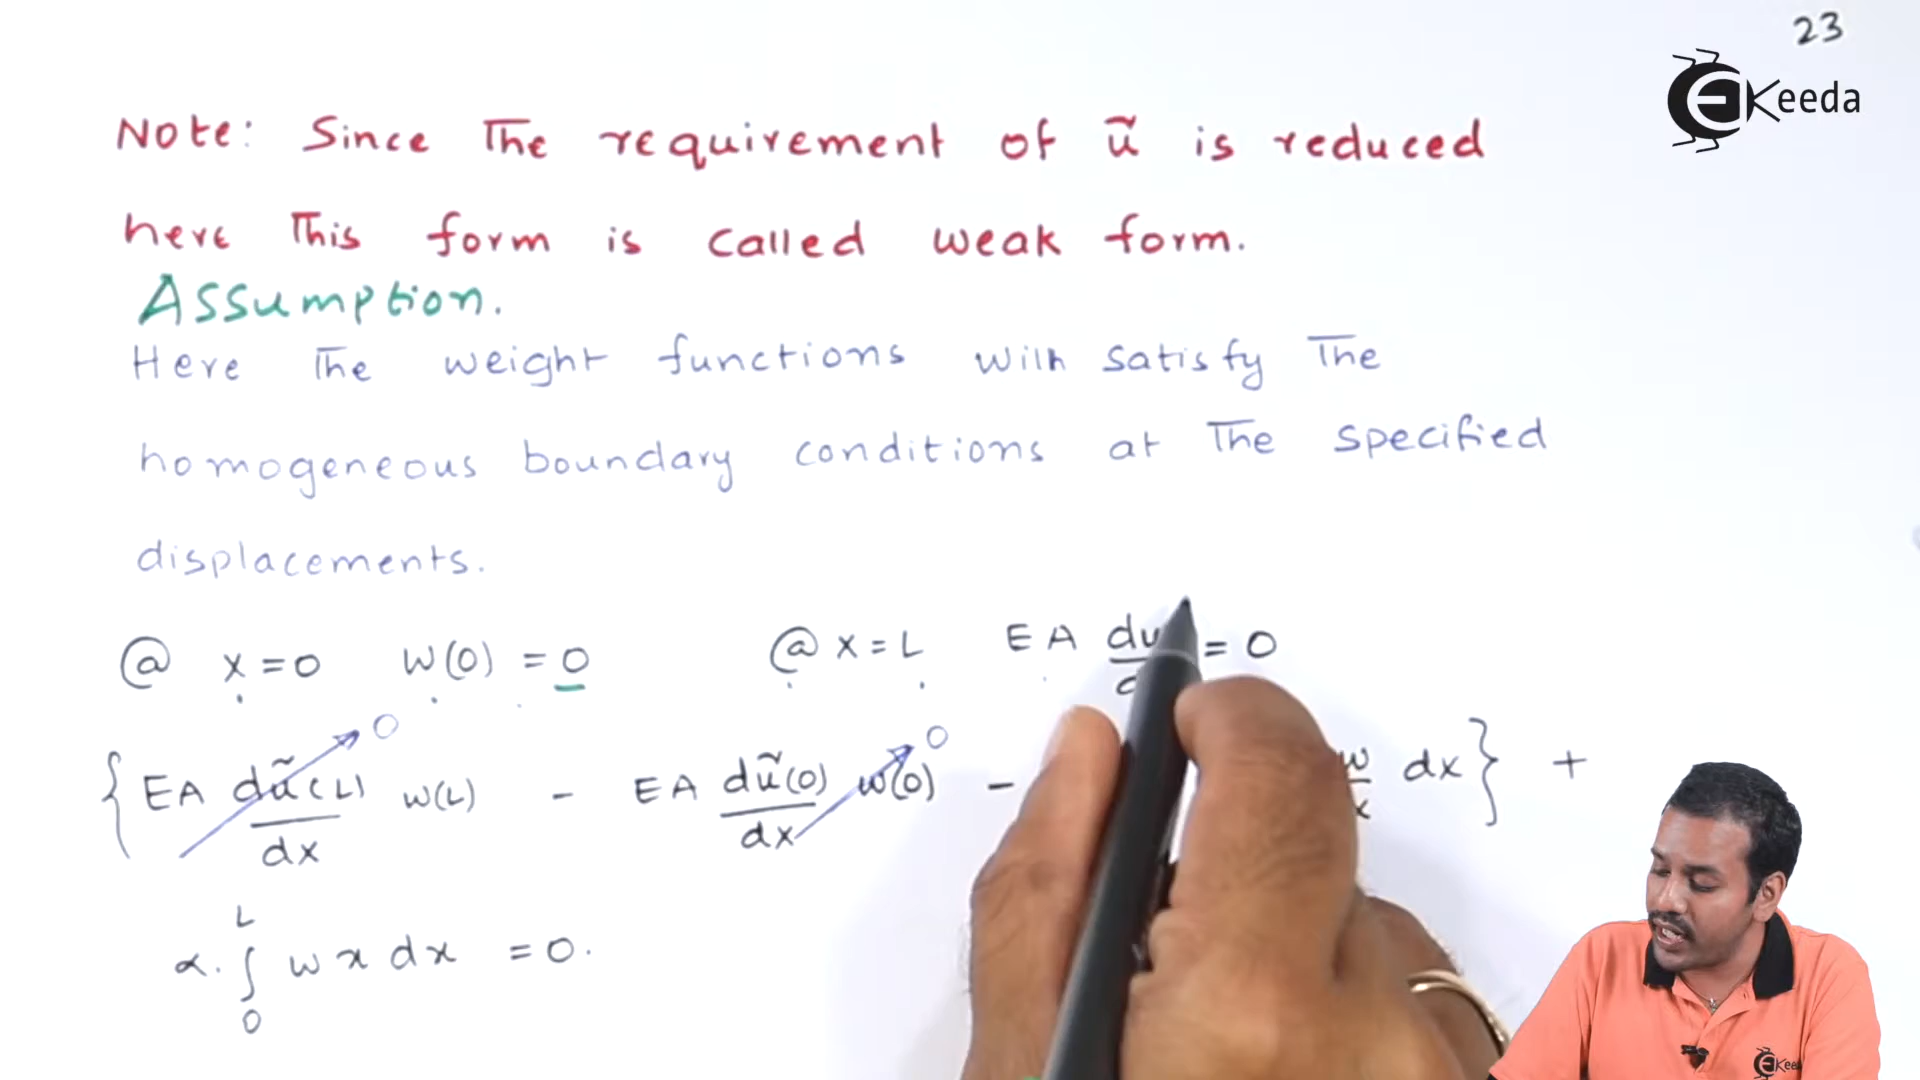 23
EKeeda
Note: Since The requirement of ũ is reduced
here This form is called weak form.
Assumption.
Here The weight functions will satisfy The
homogeneous boundary conditions at The specified
displacements.
@ x=0 w(0) = 0 @ x=L EA du = 0
0 0
{ EA dũ(L) w(L) - EA dũ(0) w(0) - dx } +
dx dx
L
α. ∫ w x dx = 0.
0